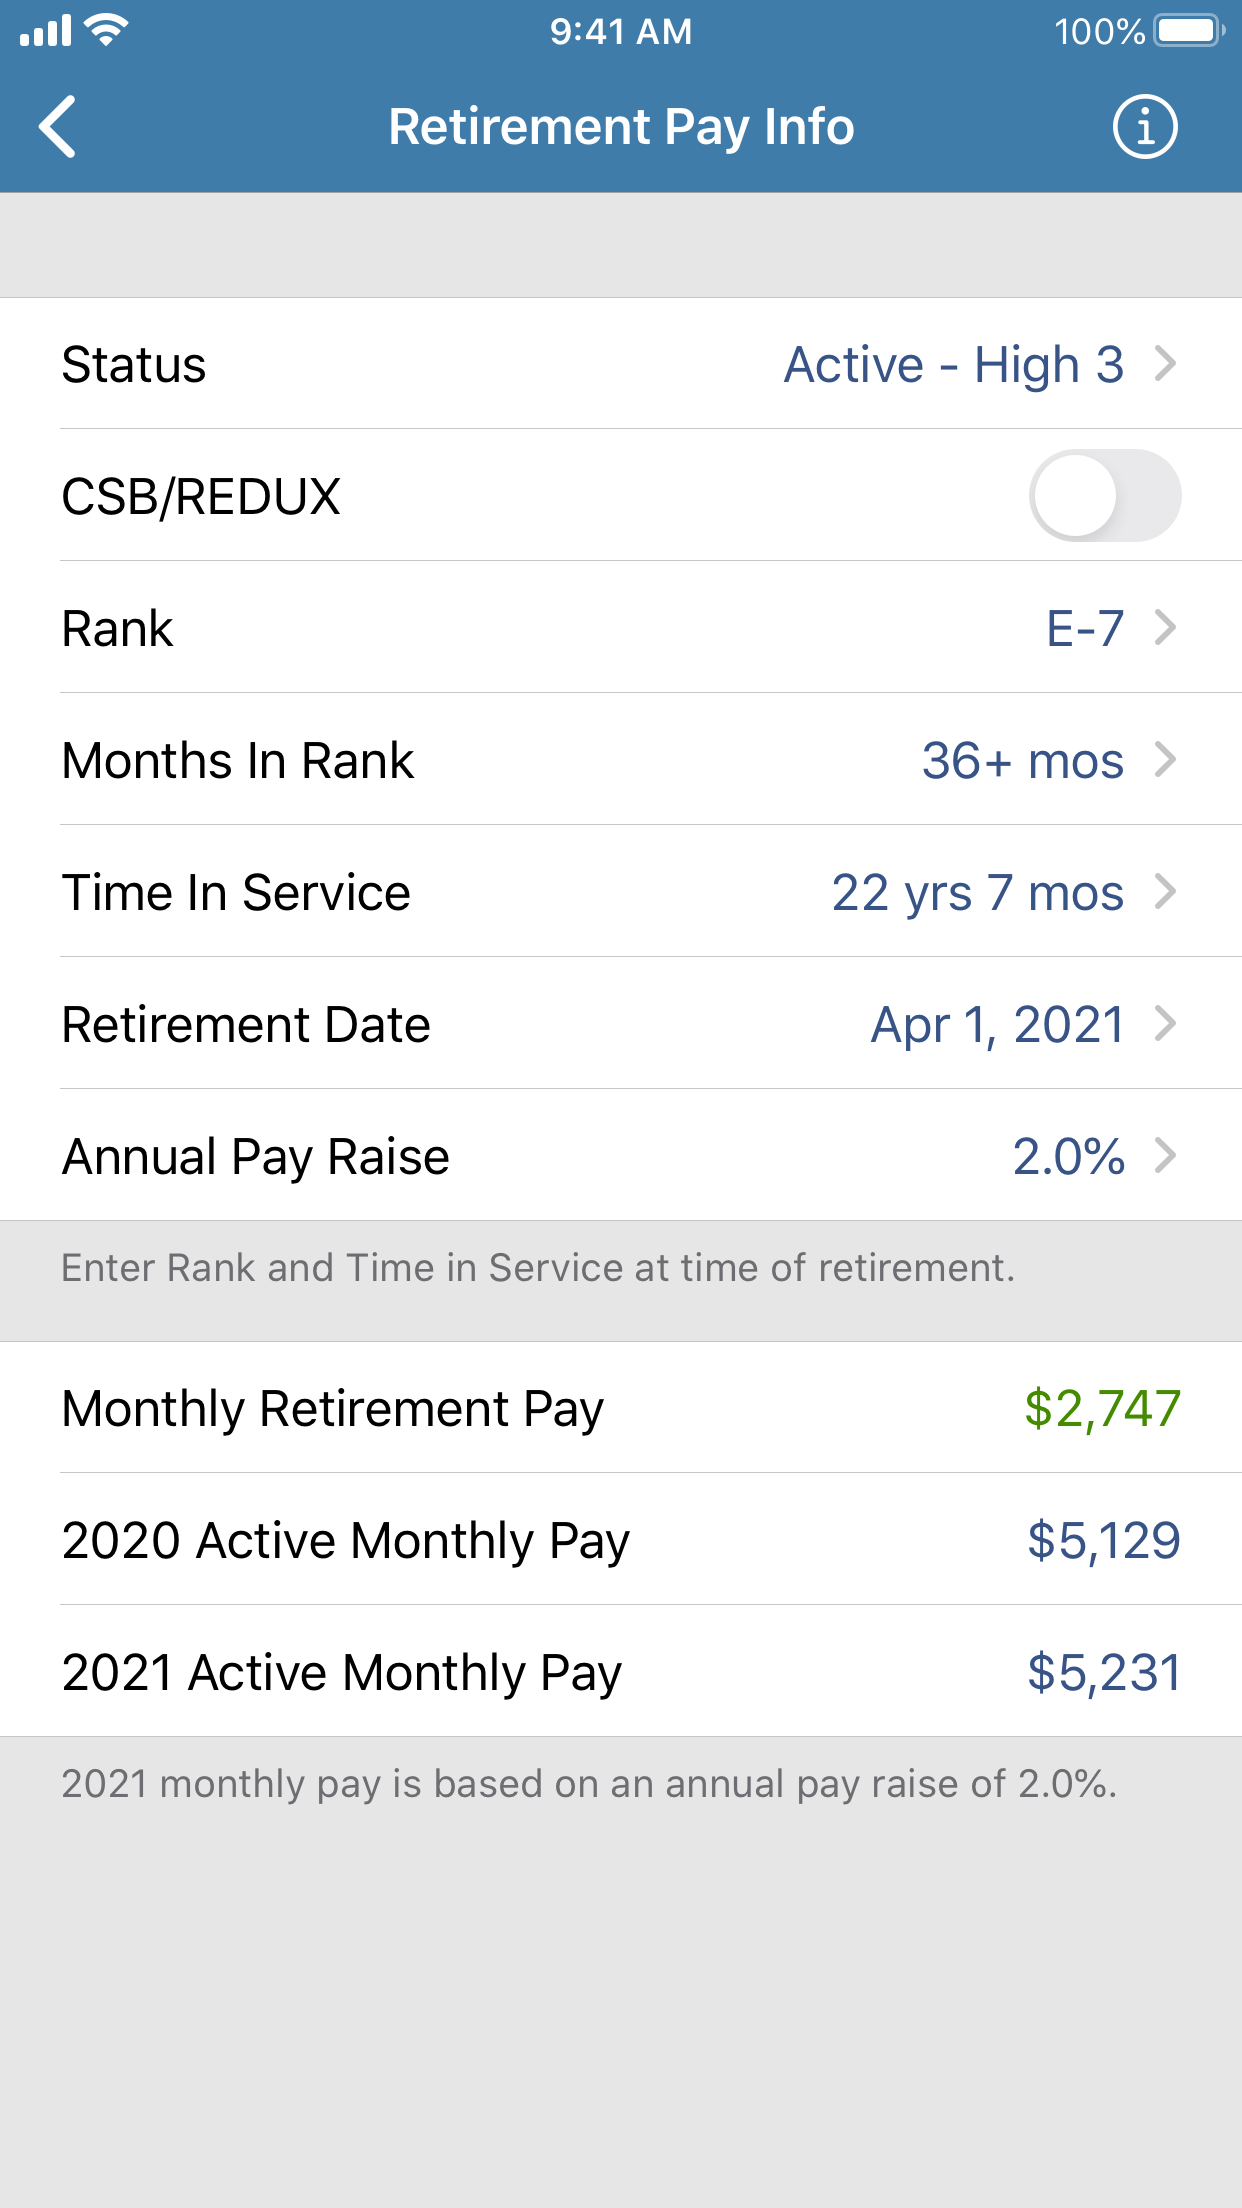 9:41 AM
100%
Retirement Pay Info
Status
Active - High 3
CSB/REDUX
Rank
E-7
Months In Rank
36+ mos
Time In Service
22 yrs 7 mos
Retirement Date
Apr 1, 2021
Annual Pay Raise
2.0%
Enter Rank and Time in Service at time of retirement.
Monthly Retirement Pay
$2,747
2020 Active Monthly Pay
$5,129
2021 Active Monthly Pay
$5,231
2021 monthly pay is based on an annual pay raise of 2.0%.